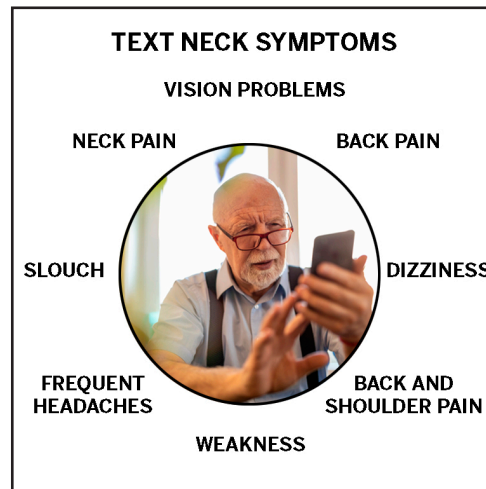 TEXT NECK SYMPTOMS
VISION PROBLEMS
NECK PAIN
BACK PAIN
SLOUCH
DIZZINESS
FREQUENT
HEADACHES
BACK AND
SHOULDER PAIN
WEAKNESS